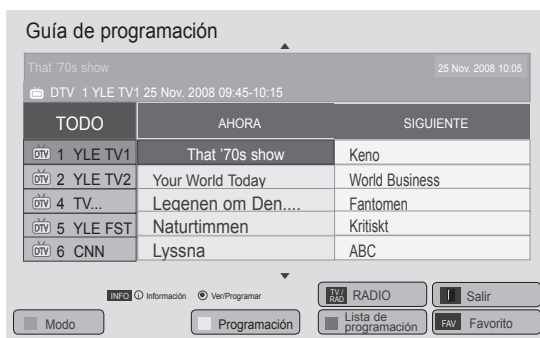 Guía de programación
That '70s show 25 Nov. 2008 10:05
DTV 1 YLE TV1 25 Nov. 2008 09:45-10:15
TODO AHORA SIGUIENTE
DTV 1 YLE TV1 That '70s show Keno
DTV 2 YLE TV2 Your World Today World Business
DTV 4 TV... Legenen om Den.... Fantomen
DTV 5 YLE FST Naturtimmen Kritiskt
DTV 6 CNN Lyssna ABC
INFO i Información Ver/Programar TV/RAD RADIO Salir
Modo Programación Lista de programación FAV Favorito